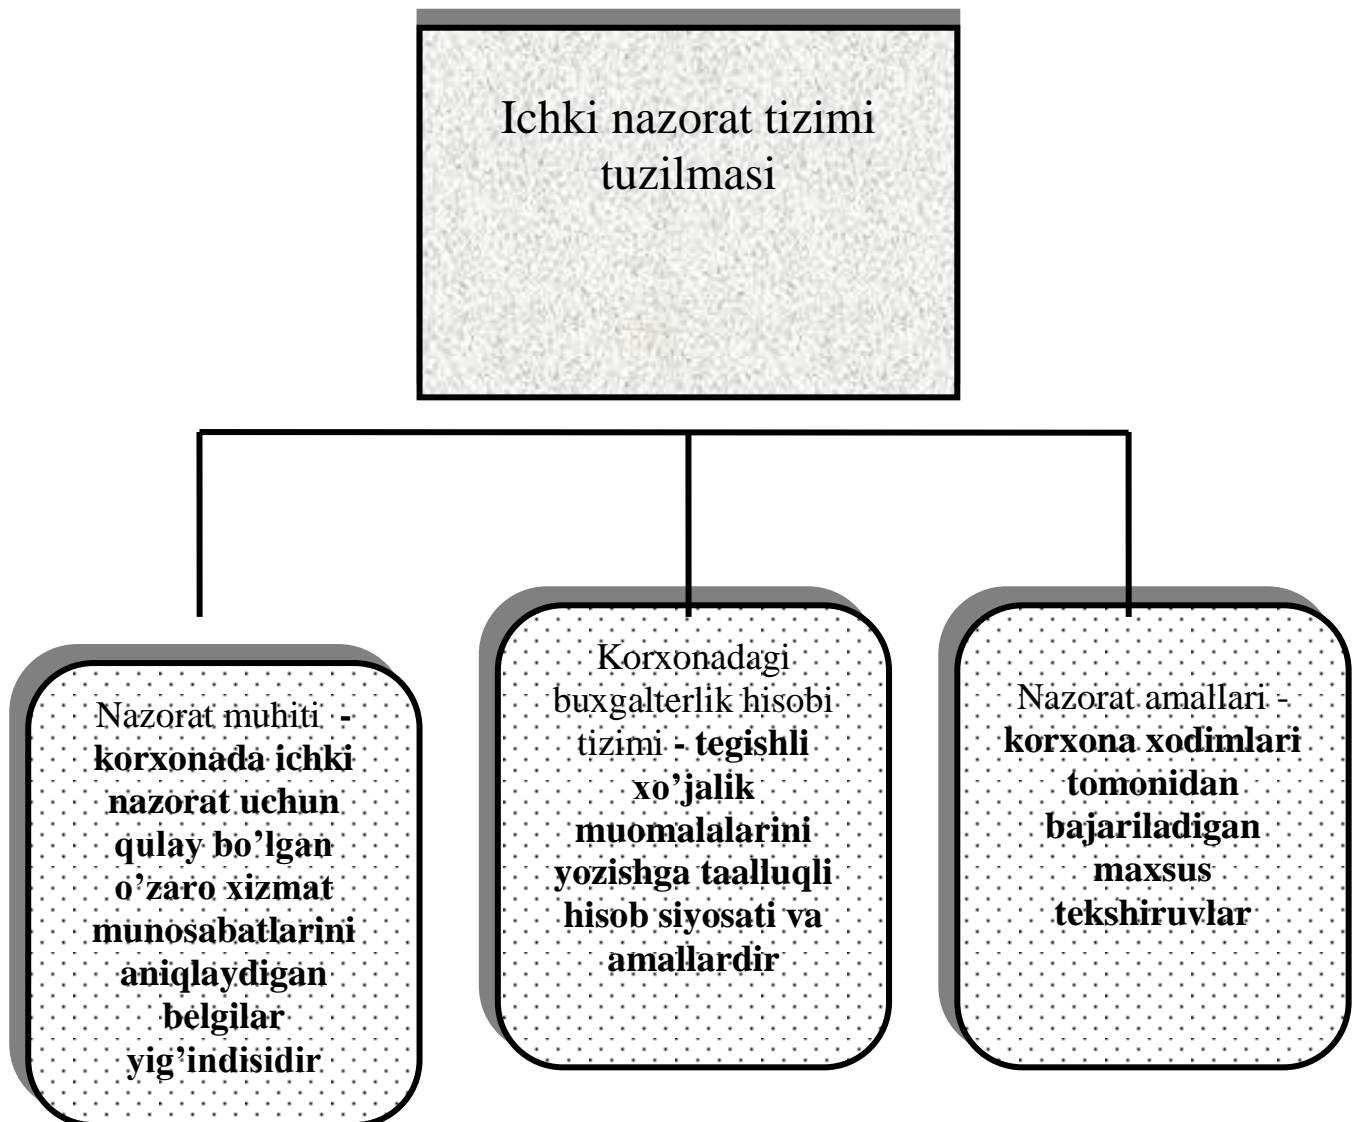 Ichki nazorat tizimi
tuzilmasi
Nazorat muhiti -
korxonada ichki
nazorat uchun
qulay bo’lgan
o’zaro xizmat
munosabatlarini
aniqlaydigan
belgilar
yig’indisidir
Korxonadagi
buxgalterlik hisobi
tizimi - tegishli
xo’jalik
muomalalarini
yozishga taalluqli
hisob siyosati va
amallardir
Nazorat amallari -
korxona xodimlari
tomonidan
bajariladigan
maxsus
tekshiruvlar